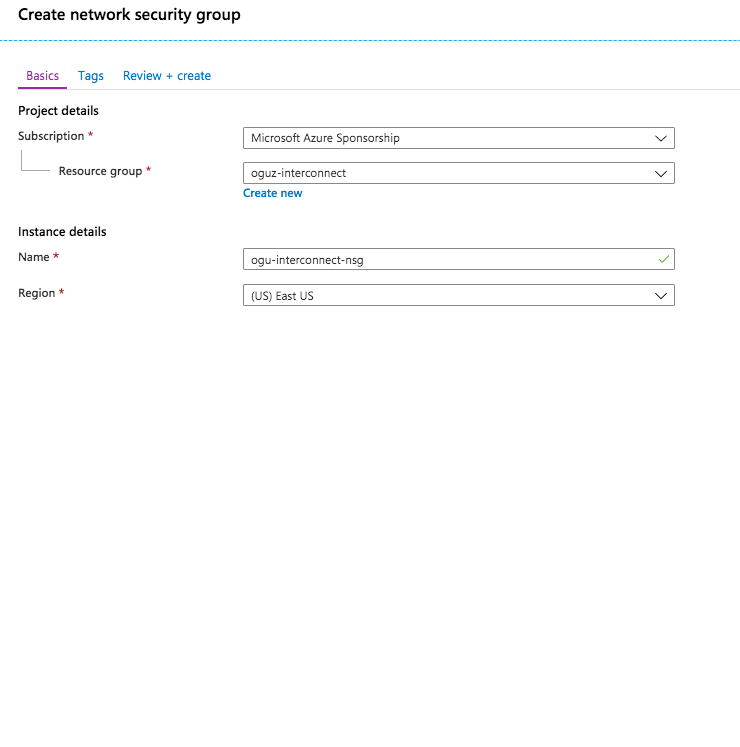 Create network security group
Basics Tags Review + create
Project details
Subscription * Microsoft Azure Sponsorship
Resource group * oguz-interconnect
Create new
Instance details
Name * ogu-interconnect-nsg
Region * (US) East US